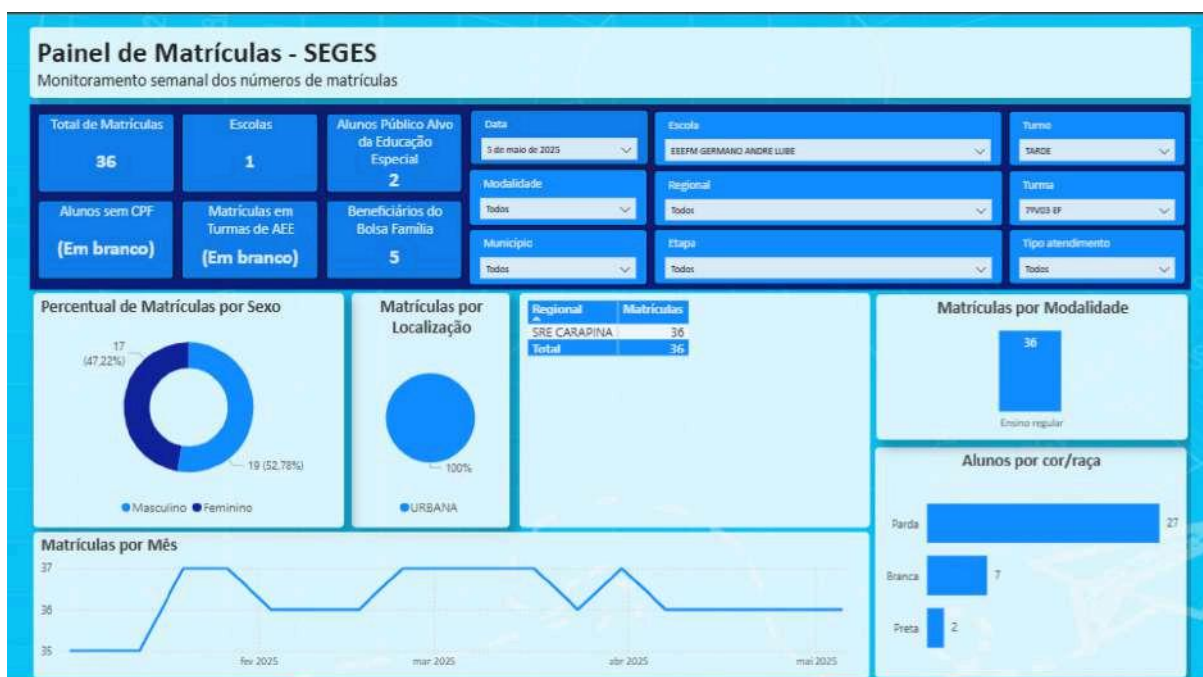 Painel de Matrículas - SEGES
Monitoramento semanal dos números de matrículas
Total de Matrículas
36
Escolas
1
Alunos Público Alvo
da Educação
Especial
2
Alunos sem CPF
(Em branco)
Matrículas em
Turmas de AEE
(Em branco)
Beneficiários do
Bolsa Família
5
Data
5 de maio de 2025
Escola
EEEFM GERMANO ANDRE LUBE
Turno
TARDE
Modalidade
Todos
Regional
Todos
Turma
7ºIV03-EF
Município
Todos
Etapa
Todos
Tipo atendimento
Todos
Percentual de Matrículas por Sexo
17
(47,22%)
19 (52,78%)
Masculino Feminino
Matrículas por
Localização
100%
URBANA
Regional Matrículas
SRE CARAPINA 36
Total 36
Matrículas por Modalidade
36
Ensino regular
Alunos por cor/raça
Parda 27
Branca 7
Preta 2
Matrículas por Mês
37
36
35
fev 2025 mar 2025 abr 2025 mai 2025